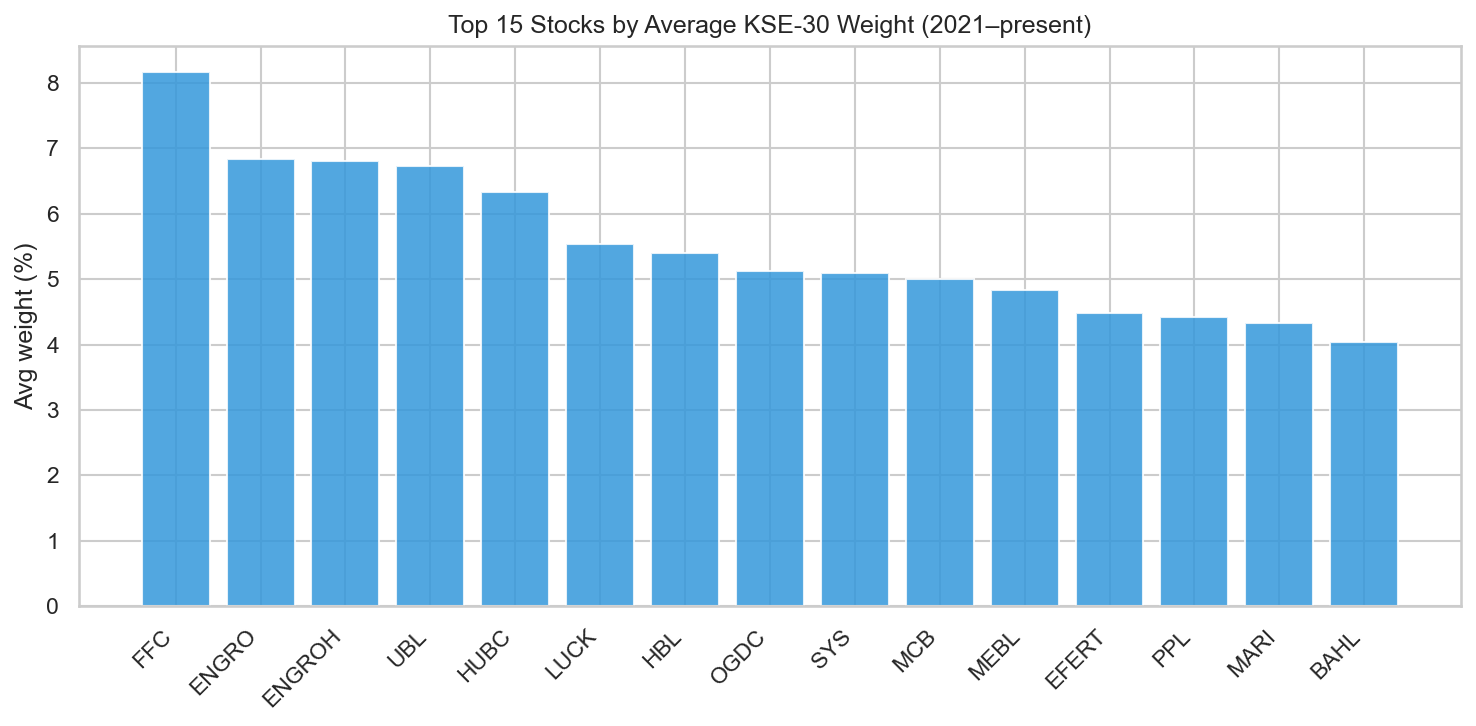 Top 15 Stocks by Average KSE-30 Weight (2021–present)
Avg weight (%)
8
7
6
5
4
3
2
1
0
FFC
ENGRO
ENGROH
UBL
HUBC
LUCK
HBL
OGDC
SYS
MCB
MEBL
EFERT
PPL
MARI
BAHL